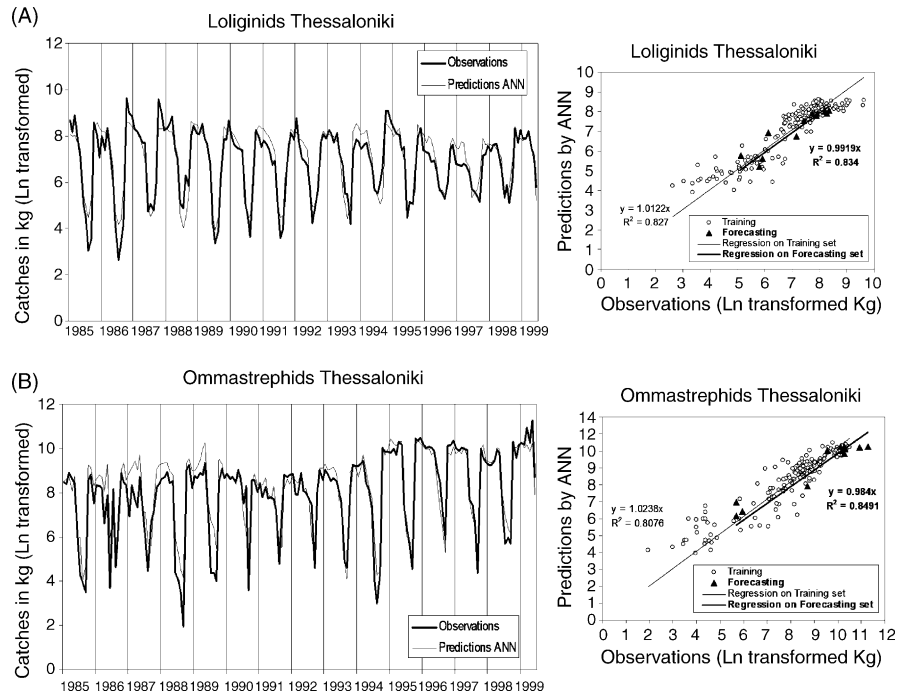 (A)
Loliginids Thessaloniki
Catches in kg (Ln transformed)
12
10
8
6
4
2
0
Observations
Predictions ANN
1985 1986 1987 1988 1989 1990 1991 1992 1993 1994 1995 1996 1997 1998 1999
Loliginids Thessaloniki
Predictions by ANN
10
9
8
7
6
5
4
3
2
1
0
y = 0.9919x
R² = 0.834
y = 1.0122x
R² = 0.827
Training
Forecasting
Regression on Training set
Regression on Forecasting set
0 1 2 3 4 5 6 7 8 9 10
Observations (Ln transformed Kg)
(B)
Ommastrephids Thessaloniki
Catches in kg (Ln transformed)
12
10
8
6
4
2
0
Observations
Predictions ANN
1985 1986 1987 1988 1989 1990 1991 1992 1993 1994 1995 1996 1997 1998 1999
Ommastrephids Thessaloniki
Predictions by ANN
14
12
10
9
8
7
6
5
4
3
2
1
0
y = 1.0238x
R² = 0.8076
y = 0.984x
R² = 0.8491
Training
Forecasting
Regression on Training set
Regression on Forecasting set
0 1 2 3 4 5 6 7 8 9 10 11 12
Observations (Ln transformed Kg)